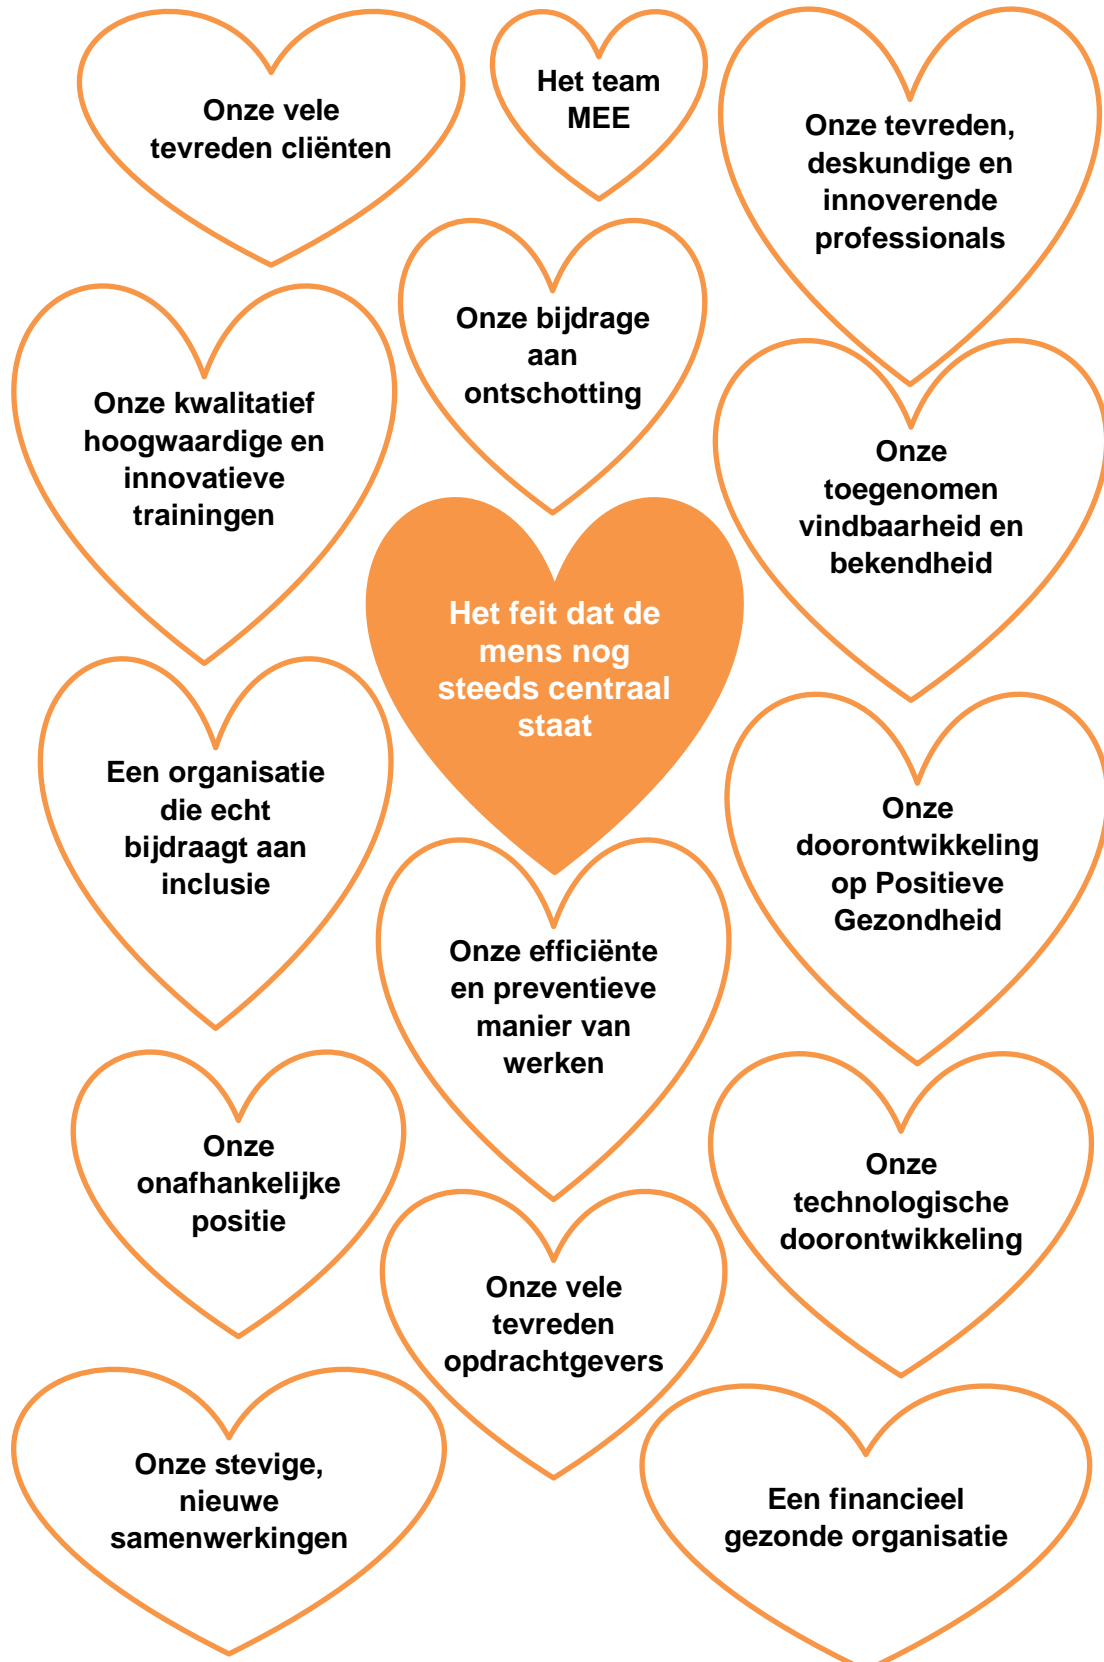 Onze vele
tevreden cliënten
Het team
MEE
Onze tevreden,
deskundige en
innoverende
professionals
Onze bijdrage
aan
ontschotting
Onze kwalitatief
hoogwaardige en
innovatieve
trainingen
Onze
toegenomen
vindbaarheid en
bekendheid
Het feit dat de
mens nog
steeds centraal
staat
Een organisatie
die echt
bijdraagt aan
inclusie
Onze
doorontwikkeling
op Positieve
Gezondheid
Onze efficiënte
en preventieve
manier van
werken
Onze
onafhankelijke
positie
Onze
technologische
doorontwikkeling
Onze vele
tevreden
opdrachtgevers
Onze stevige,
nieuwe
samenwerkingen
Een financieel
gezonde organisatie